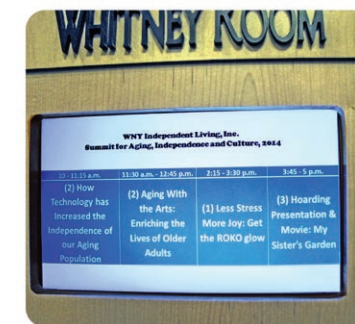 WHITNEY ROOM
WNY Independent Living, Inc.
Summit for Aging, Independence and Culture, 2014
10 - 11:15 a.m.
11:30 a.m. - 12:45 p.m.
2:15 - 3:30 p.m.
3:45 - 5 p.m.
(2) How
Technology has
Increased the
Independence of
our Aging
Population
(2) Aging With
the Arts:
Enriching the
Lives of Older
Adults
(1) Less Stress
More Joy: Get
the ROKO glow
(3) Hoarding
Presentation &
Movie: My
Sister's Garden